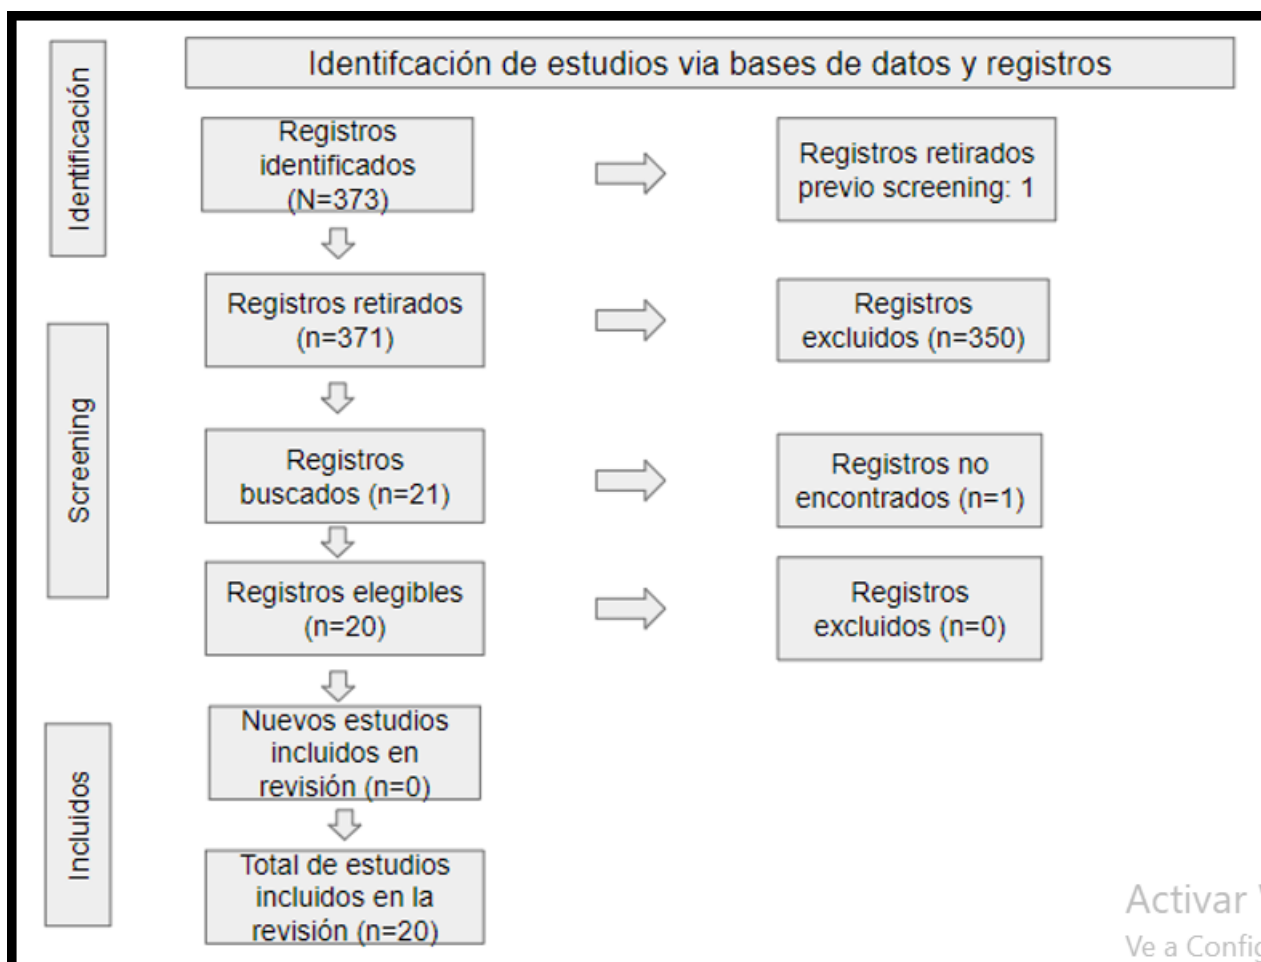 Identifcación de estudios via bases de datos y registros
Identificación
Registros
identificados
(N=373)
Registros retirados
previo screening: 1
Screening
Registros retirados
(n=371)
Registros
excluidos (n=350)
Registros
buscados (n=21)
Registros no
encontrados (n=1)
Registros elegibles
(n=20)
Registros
excluidos (n=0)
Incluidos
Nuevos estudios
incluidos en
revisión (n=0)
Total de estudios
incluidos en la
revisión (n=20)
Activar
Ve a Config